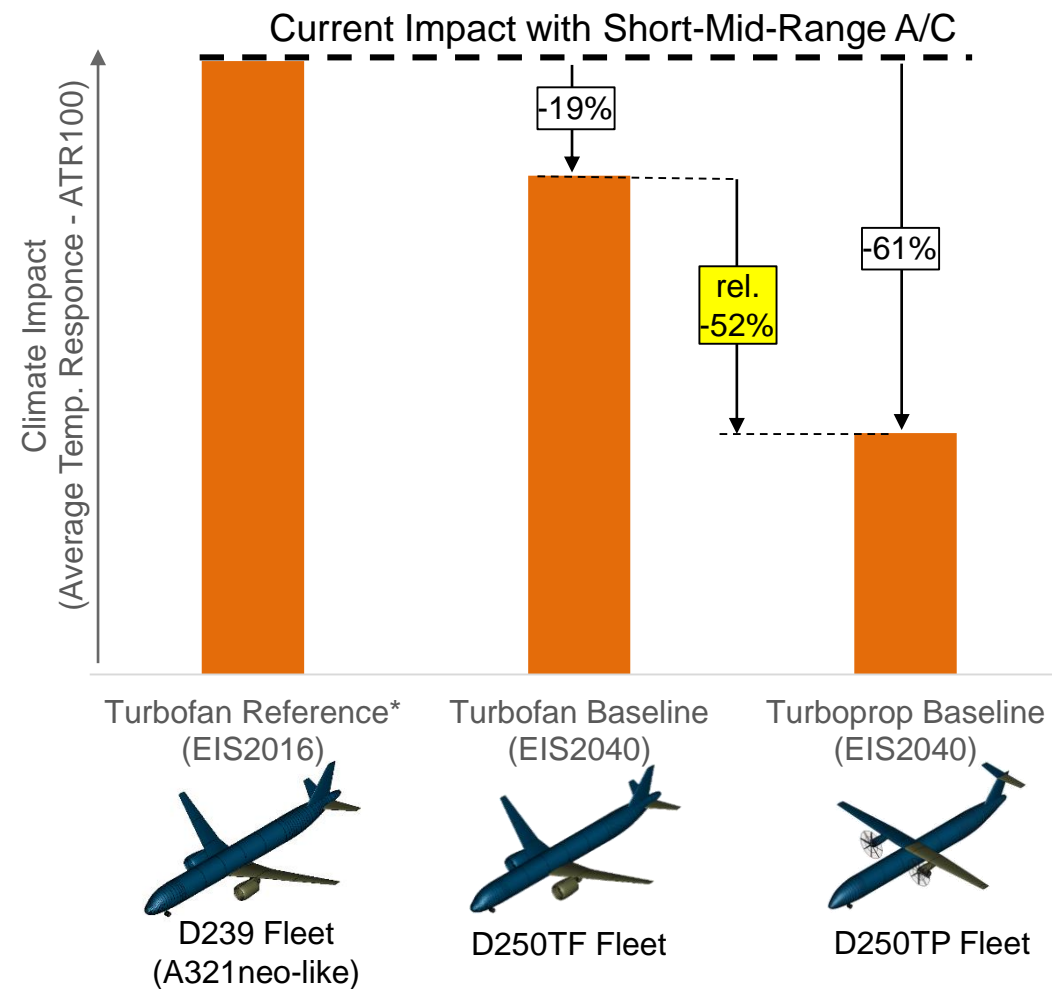 Current Impact with Short-Mid-Range A/C
Climate Impact
(Average Temp. Responce - ATR100)
-19%
rel.
-52%
-61%
Turbofan Reference*
(EIS2016)
Turbofan Baseline
(EIS2040)
Turboprop Baseline
(EIS2040)
D239 Fleet
(A321neo-like)
D250TF Fleet
D250TP Fleet